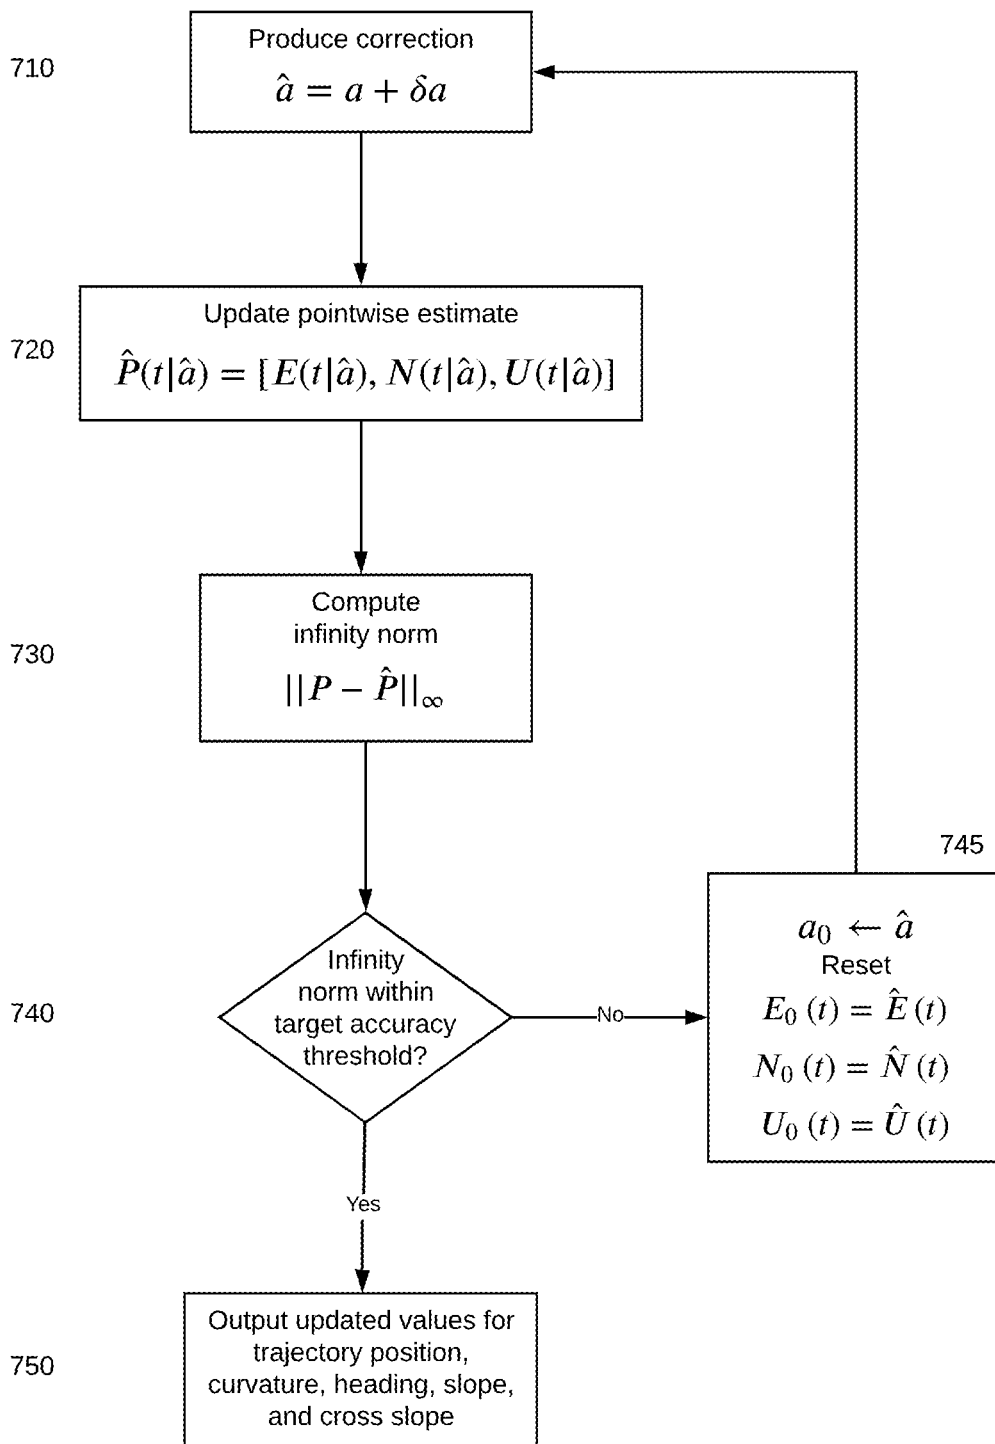 710
Produce correction
â = a + δa
720
Update pointwise estimate
P̂(t|â) = [E(t|â), N(t|â), U(t|â)]
730
Compute
infinity norm
||P − P̂||∞
740
Infinity
norm within
target accuracy
threshold?
No
745
a₀ ← â
Reset
E₀ (t) = Ê (t)
N₀ (t) = N̂ (t)
U₀ (t) = Û (t)
Yes
750
Output updated values for
trajectory position,
curvature, heading, slope,
and cross slope